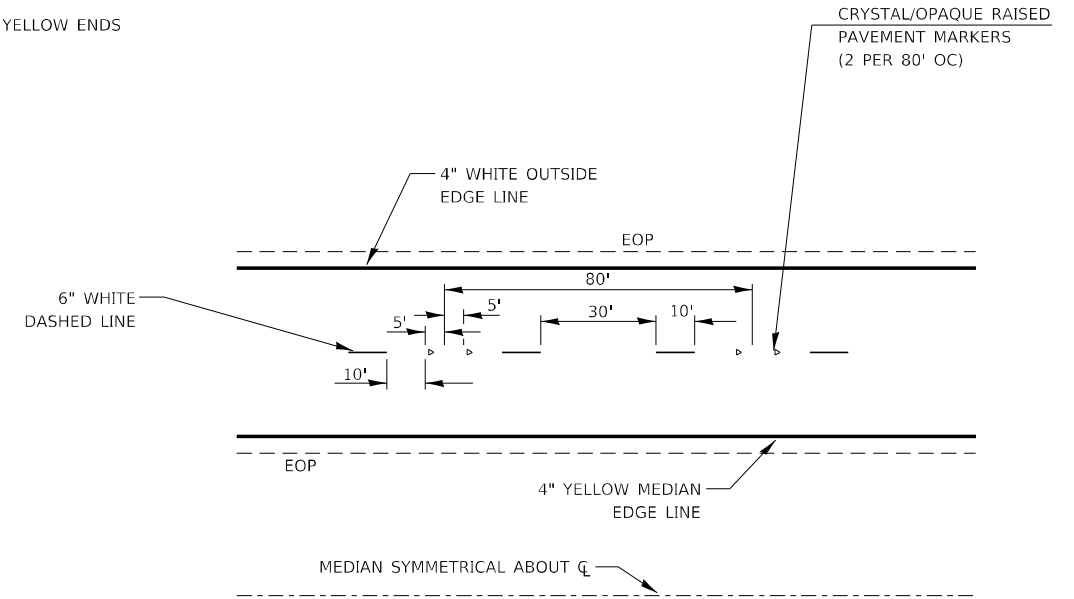 YELLOW ENDS
CRYSTAL/OPAQUE RAISED
PAVEMENT MARKERS
(2 PER 80' OC)
4" WHITE OUTSIDE
EDGE LINE
EOP
80'
6" WHITE
DASHED LINE
5'
5'
30'
10'
10'
EOP
4" YELLOW MEDIAN
EDGE LINE
MEDIAN SYMMETRICAL ABOUT ℄